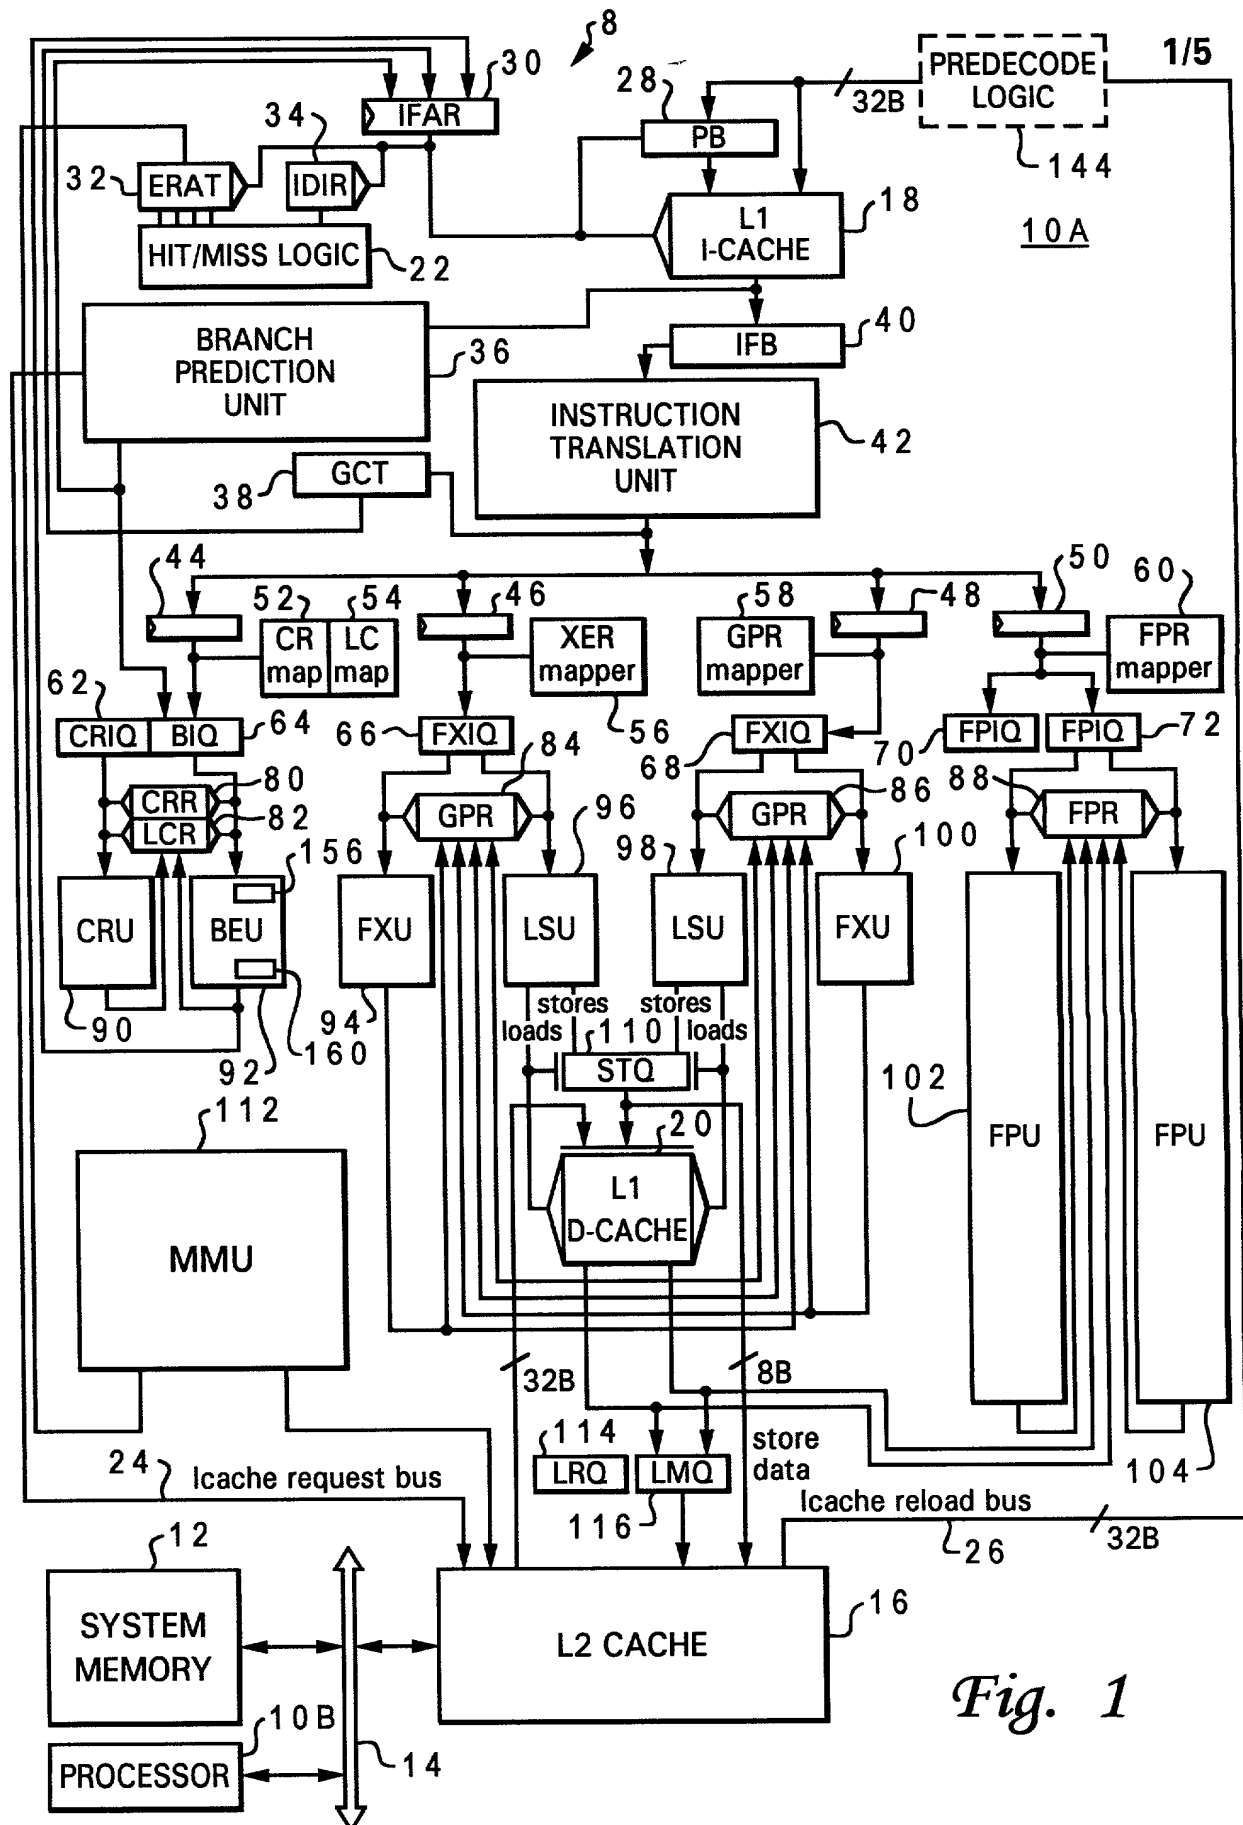 8
1/5
30
28
32B
PREDECODE
LOGIC
34
IFAR
PB
144
32
ERAT
IDIR
L1
I-CACHE
18
10A
HIT/MISS LOGIC
22
BRANCH
PREDICTION
UNIT
36
IFB
40
INSTRUCTION
TRANSLATION
UNIT
42
GCT
38
44
52
54
46
58
48
50
60
CR
map
LC
map
XER
mapper
GPR
mapper
FPR
mapper
62
CRIQ
BIQ
64
66
FXIQ
56
68
FXIQ
70
FPIQ
FPIQ
72
80
CRR
84
86
88
82
LCR
GPR
GPR
FPR
96
98
100
156
CRU
BEU
FXU
LSU
LSU
FXU
90
92
160
94
stores
stores
loads
loads
110
STQ
102
112
20
FPU
FPU
L1
D-CACHE
MMU
32B
8B
114
store
data
24
Icache request bus
LRQ
LMQ
104
116
Icache reload bus
26
32B
12
SYSTEM
MEMORY
L2 CACHE
16
10B
PROCESSOR
14
Fig. 1